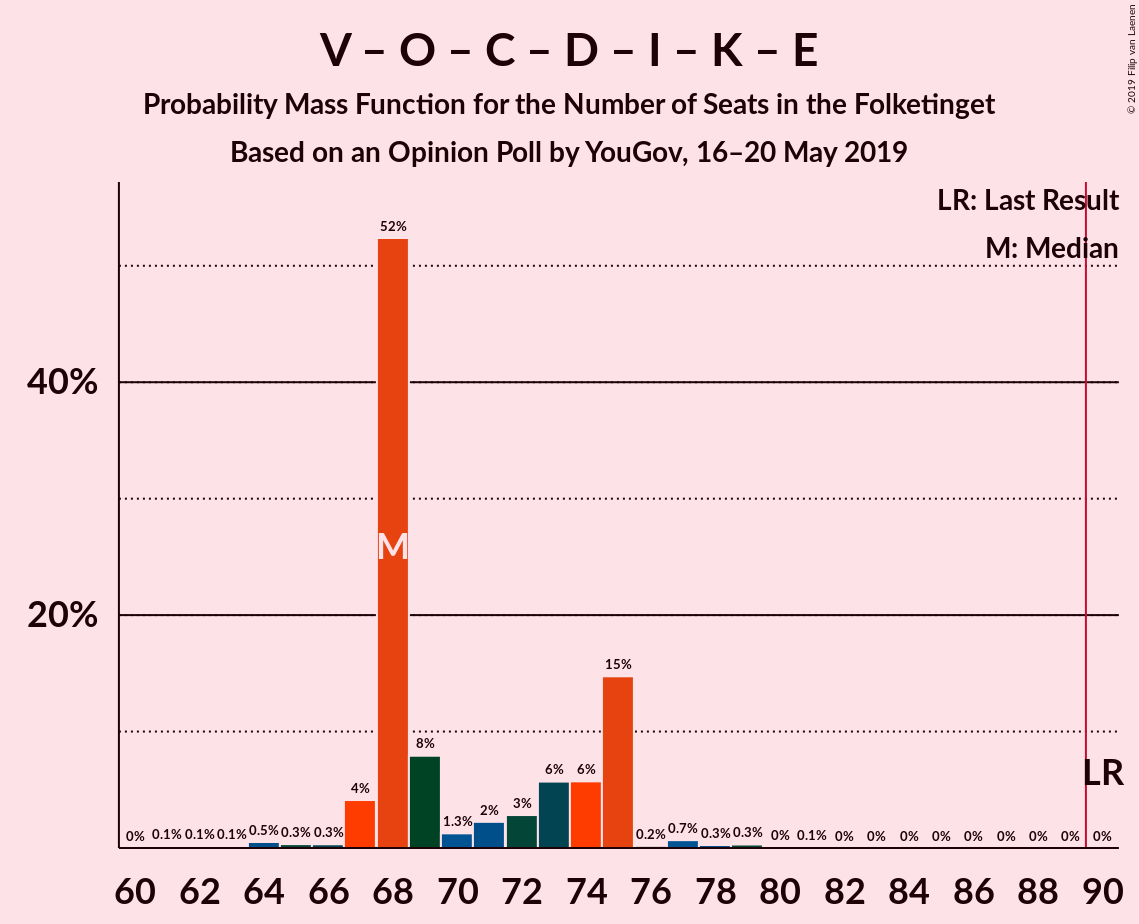 V – O – C – D – I – K – E
Probability Mass Function for the Number of Seats in the Folketinget
Based on an Opinion Poll by YouGov, 16–20 May 2019
© 2019 Filip van Laenen
LR: Last Result
M: Median
52%
40%
M
20%
15%
8%
6% 6%
LR
4%
3%
2%
1.3%
0% 0.1% 0.1% 0.1% 0.5% 0.3% 0.3% 0.2% 0.7% 0.3% 0.3% 0% 0.1% 0% 0% 0% 0% 0% 0% 0% 0% 0%
60 62 64 66 68 70 72 74 76 78 80 82 84 86 88 90